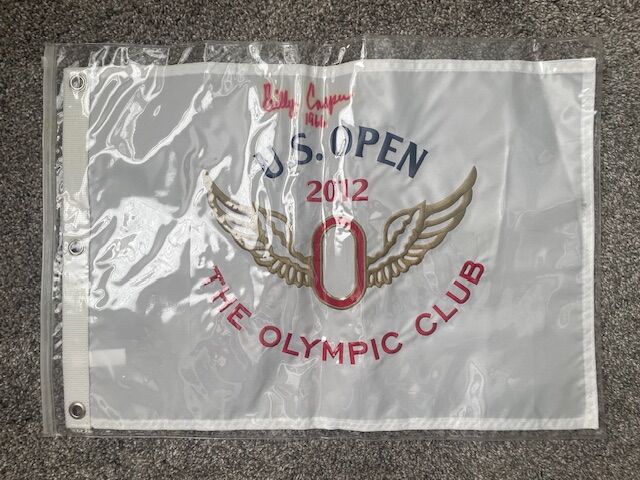 Billy Casper
1966
U.S. OPEN
2012
O
THE OLYMPIC CLUB